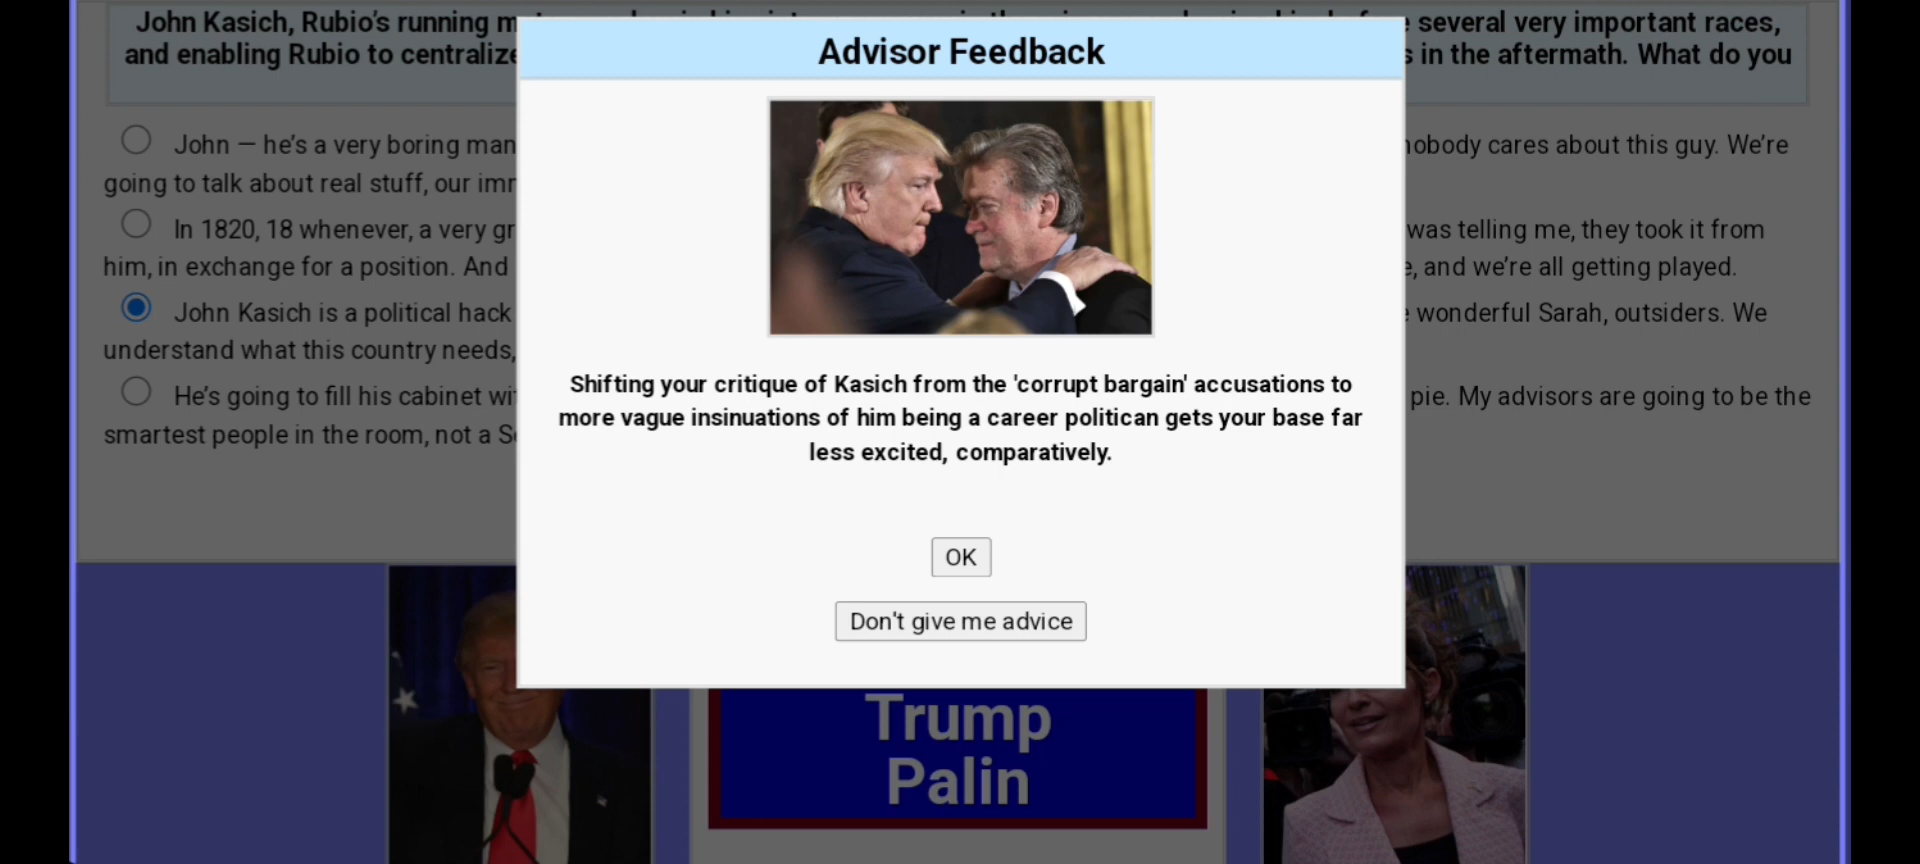 John Kasich, Rubio’s running
several very important races,
and enabling Rubio to centralize
in the aftermath. What do you
Advisor Feedback
John — he’s a very boring man
nobody cares about this guy. We’re
going to talk about real stuff, our
In 1820, 18 whenever, a very
was telling me, they took it from
him, in exchange for a position. And
and we’re all getting played.
John Kasich is a political hack
wonderful Sarah, outsiders. We
understand what this country needs,
He’s going to fill his cabinet
pie. My advisors are going to be the
smartest people in the room, not a
Shifting your critique of Kasich from the 'corrupt bargain' accusations to
more vague insinuations of him being a career politican gets your base far
less excited, comparatively.
OK
Don't give me advice
Trump
Palin